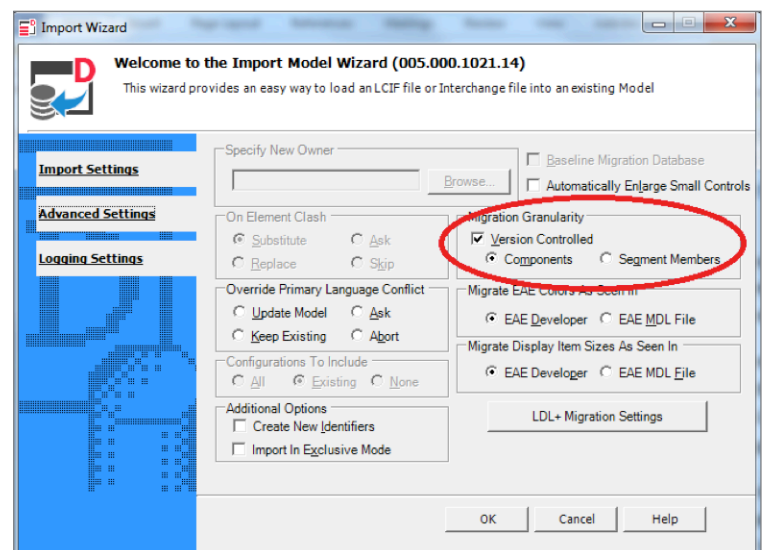 Import Wizard
Welcome to the Import Model Wizard (005.000.1021.14)
This wizard provides an easy way to load an LCIF file or Interchange file into an existing Model
Import Settings
Advanced Settings
Logging Settings
Specify New Owner
Browse...
Baseline Migration Database
Automatically Enlarge Small Controls
On Element Clash
Substitute Ask
Replace Skip
Migration Granularity
Version Controlled
Components Segment Members
Override Primary Language Conflict
Update Model Ask
Keep Existing Abort
Migrate EAE Colors As Seen In
EAE Developer EAE MDL File
Configurations To Include
All Existing None
Migrate Display Item Sizes As Seen In
EAE Developer EAE MDL File
Additional Options
Create New Identifiers
Import In Exclusive Mode
LDL+ Migration Settings
OK Cancel Help